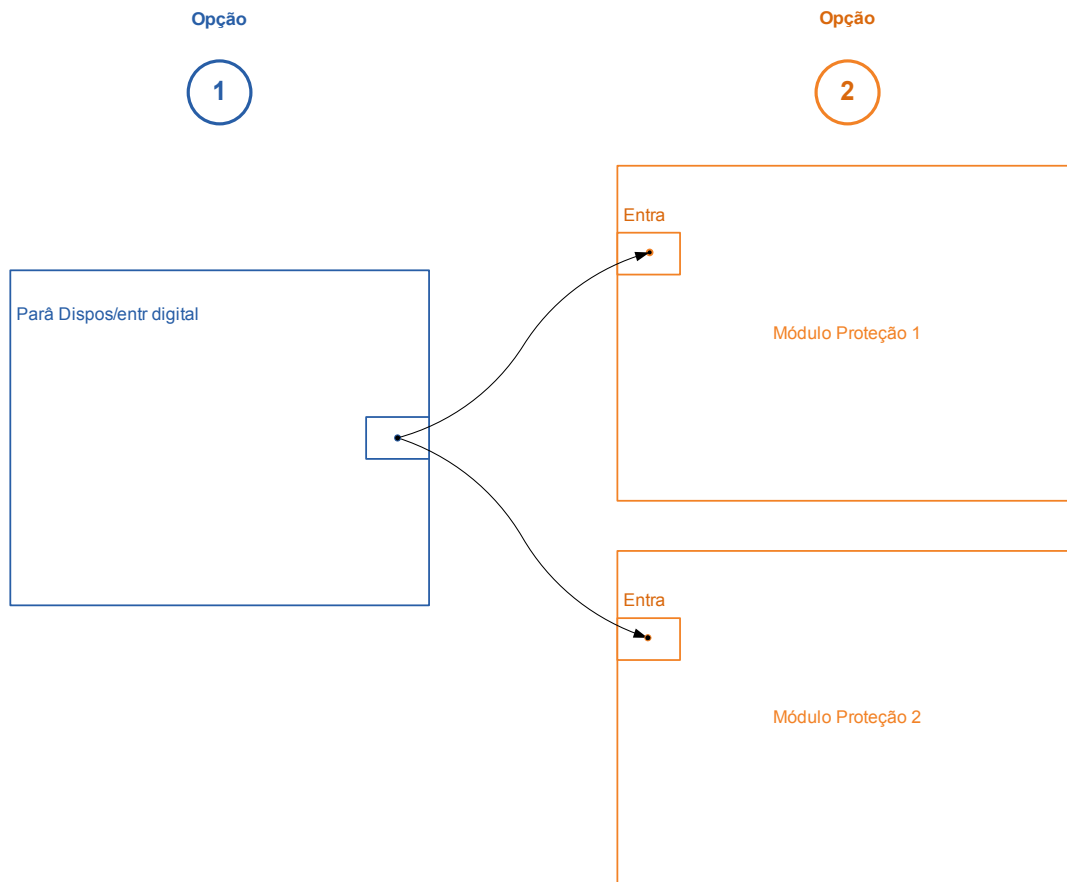 Opção
1
Opção
2
Parâ Dispos/entr digital
Entra
Módulo Proteção 1
Entra
Módulo Proteção 2